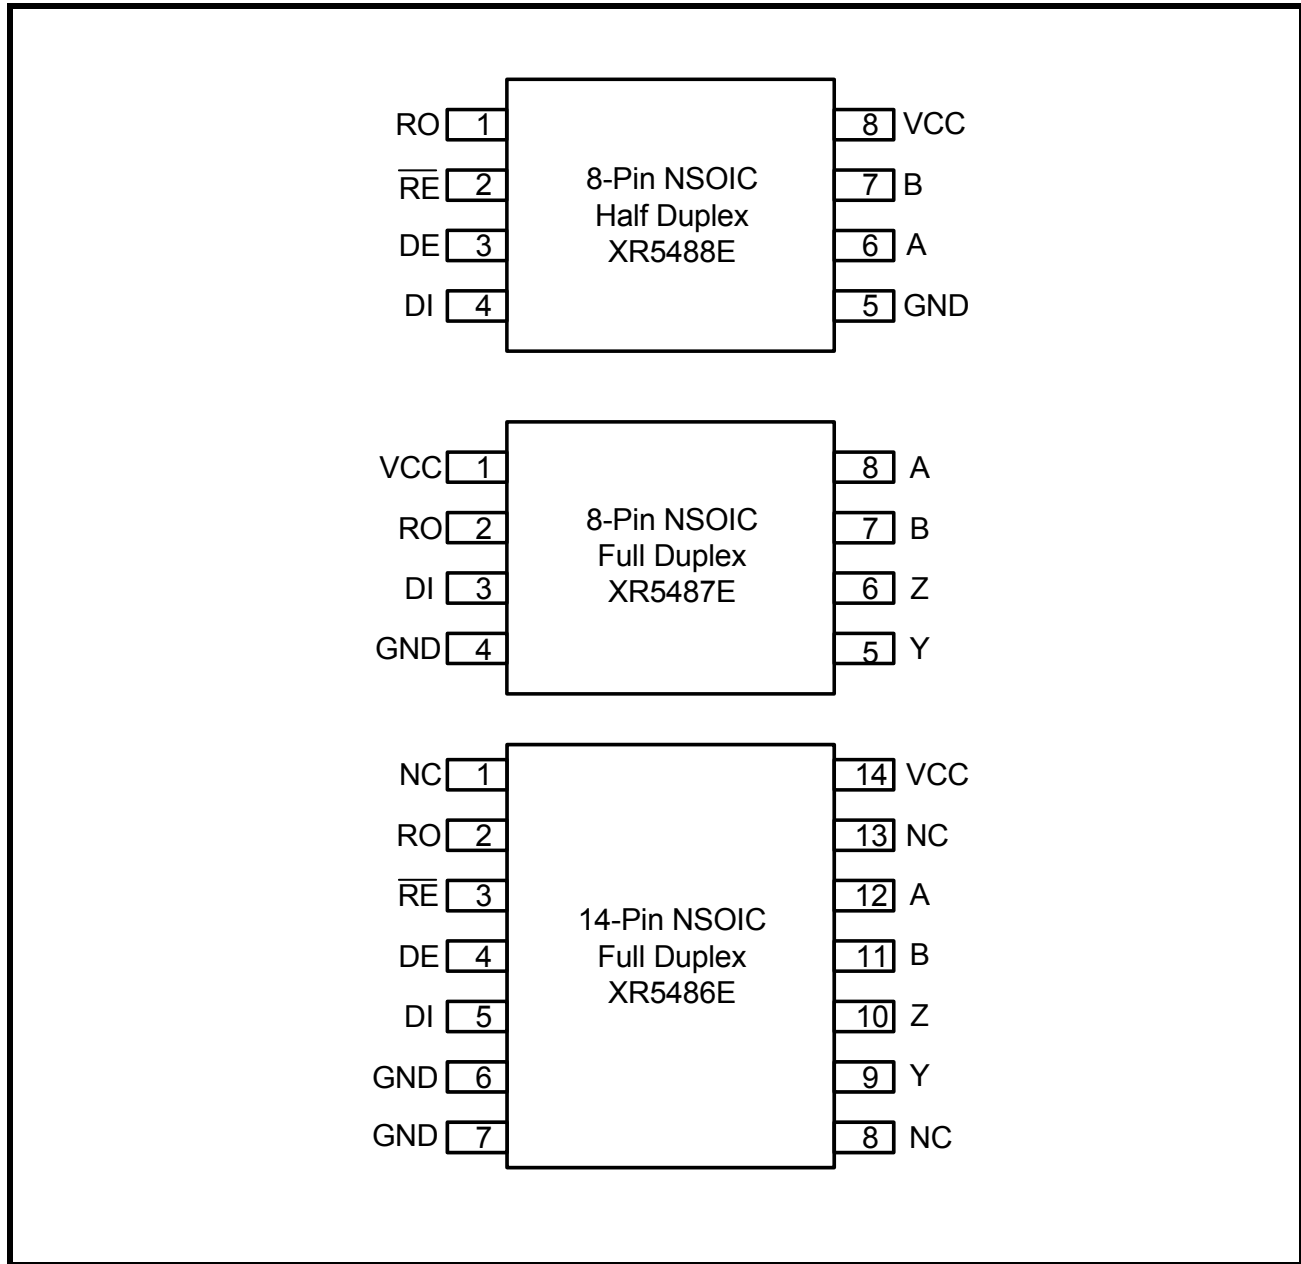 RO 1 8 VCC
RE 2 7 B
DE 3 6 A
DI 4 5 GND
8-Pin NSOIC
Half Duplex
XR5488E
VCC 1 8 A
RO 2 7 B
DI 3 6 Z
GND 4 5 Y
8-Pin NSOIC
Full Duplex
XR5487E
NC 1 14 VCC
RO 2 13 NC
RE 3 12 A
DE 4 11 B
DI 5 10 Z
GND 6 9 Y
GND 7 8 NC
14-Pin NSOIC
Full Duplex
XR5486E